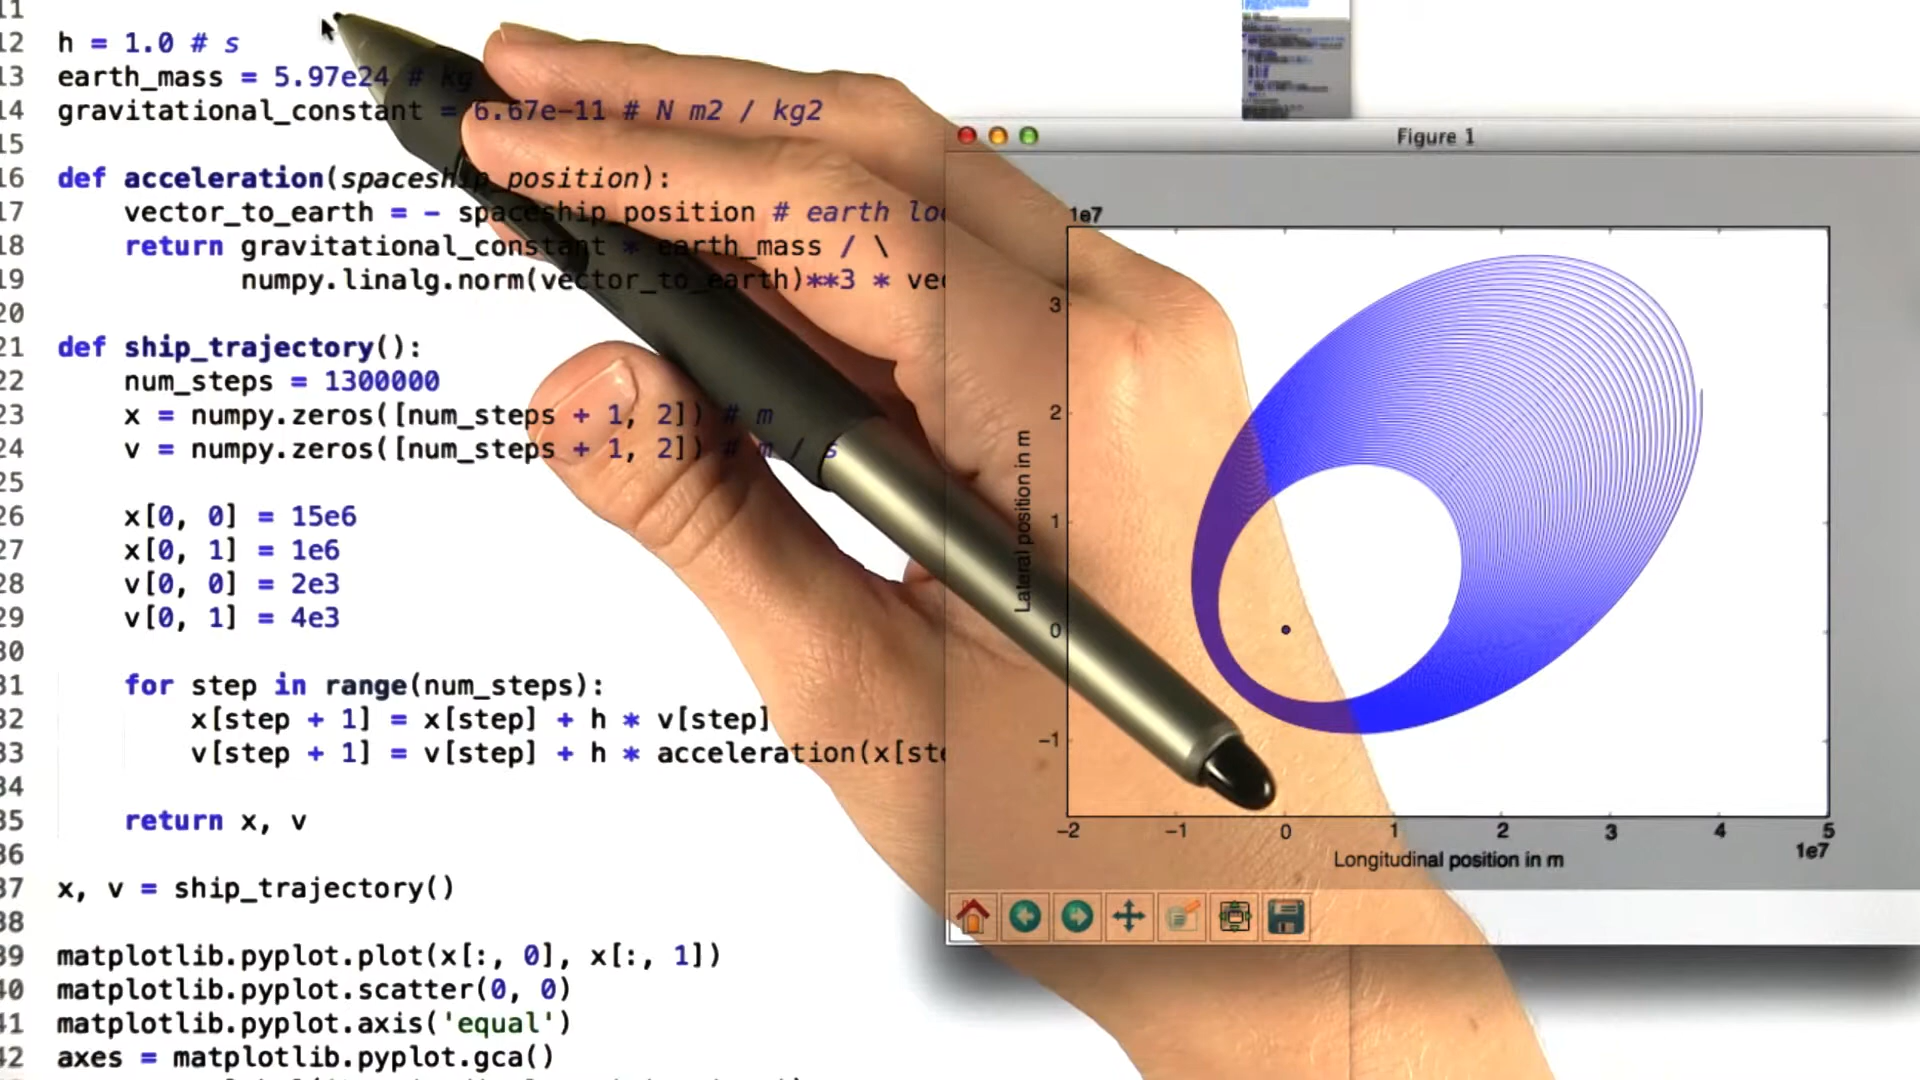 11
12 h = 1.0 # s
13 earth_mass = 5.97e24 # kg
14 gravitational_constant = 6.67e-11 # N m2 / kg2
15
16 def acceleration(spaceship_position):
17 vector_to_earth = - spaceship_position # earth loc
18 return gravitational_constant * earth_mass / \
19 numpy.linalg.norm(vector_to_earth)**3 * vec
20
21 def ship_trajectory():
22 num_steps = 1300000
23 x = numpy.zeros([num_steps + 1, 2]) # m
24 v = numpy.zeros([num_steps + 1, 2]) # m / s
25
26 x[0, 0] = 15e6
27 x[0, 1] = 1e6
28 v[0, 0] = 2e3
29 v[0, 1] = 4e3
30
31 for step in range(num_steps):
32 x[step + 1] = x[step] + h * v[step]
33 v[step + 1] = v[step] + h * acceleration(x[ste
34
35 return x, v
36
37 x, v = ship_trajectory()
38
39 matplotlib.pyplot.plot(x[:, 0], x[:, 1])
40 matplotlib.pyplot.scatter(0, 0)
41 matplotlib.pyplot.axis('equal')
42 axes = matplotlib.pyplot.gca()
Figure 1
1e7
3
2
1
0
−1
Lateral position in m
−2 −1 0 1 2 3 4 5
1e7
Longitudinal position in m